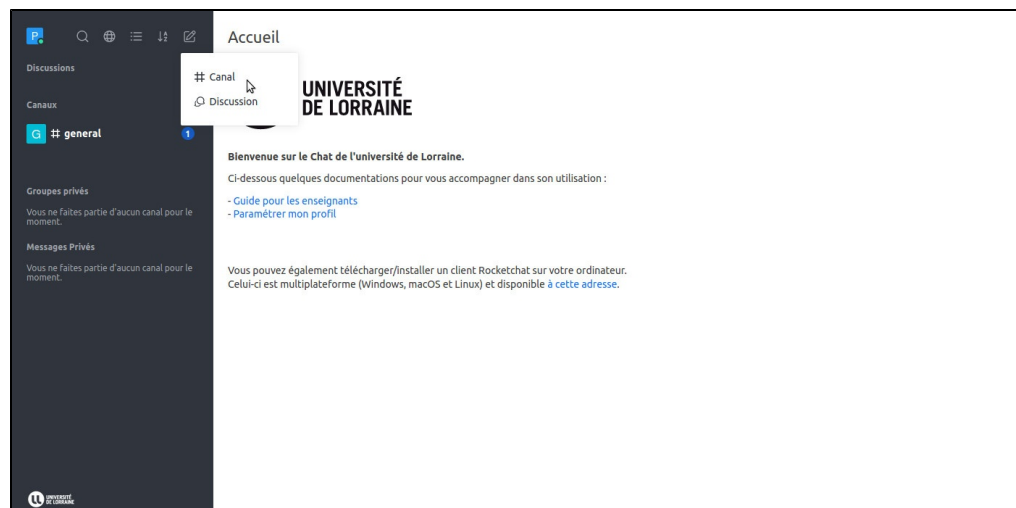 P
Discussions
Canaux
G # general 1
Groupes privés
Vous ne faites partie d'aucun canal pour le
moment.
Messages Privés
Vous ne faites partie d'aucun canal pour le
moment.
UNIVERSITÉ
DE LORRAINE
# Canal
Discussion
Accueil
UNIVERSITÉ
DE LORRAINE
Bienvenue sur le Chat de l'université de Lorraine.
Ci-dessous quelques documentations pour vous accompagner dans son utilisation :
- Guide pour les enseignants
- Paramétrer mon profil
Vous pouvez également télécharger/installer un client Rocketchat sur votre ordinateur.
Celui-ci est multiplateforme (Windows, macOS et Linux) et disponible à cette adresse.